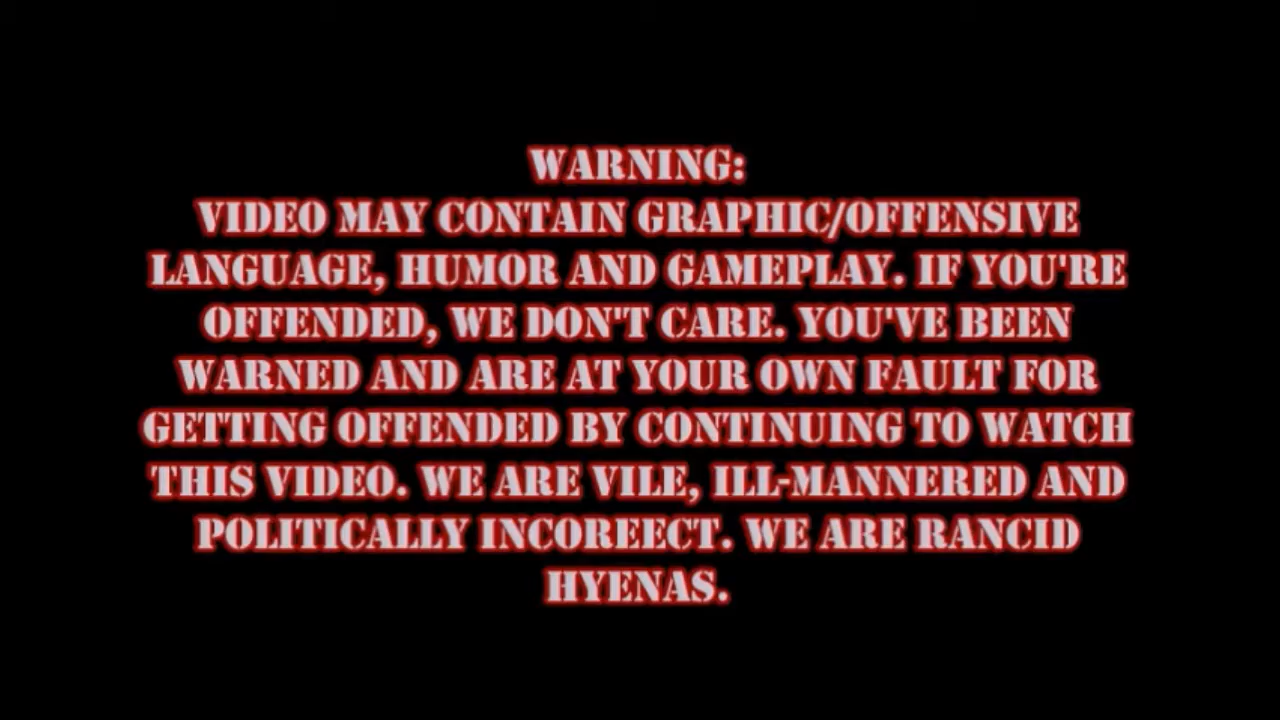 WARNING:
VIDEO MAY CONTAIN GRAPHIC/OFFENSIVE
LANGUAGE, HUMOR AND GAMEPLAY. IF YOU'RE
OFFENDED, WE DON'T CARE. YOU'VE BEEN
WARNED AND ARE AT YOUR OWN FAULT FOR
GETTING OFFENDED BY CONTINUING TO WATCH
THIS VIDEO. WE ARE VILE, ILL-MANNERED AND
POLITICALLY INCOREECT. WE ARE RANCID
HYENAS.